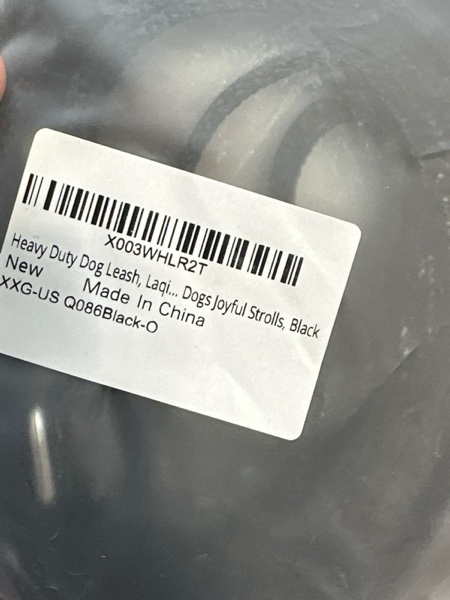 X003WHLR2T
Heavy Duty Dog Leash, Laqi... Dogs Joyful Strolls, Black
New Made In China
XXG-US Q086Black-O